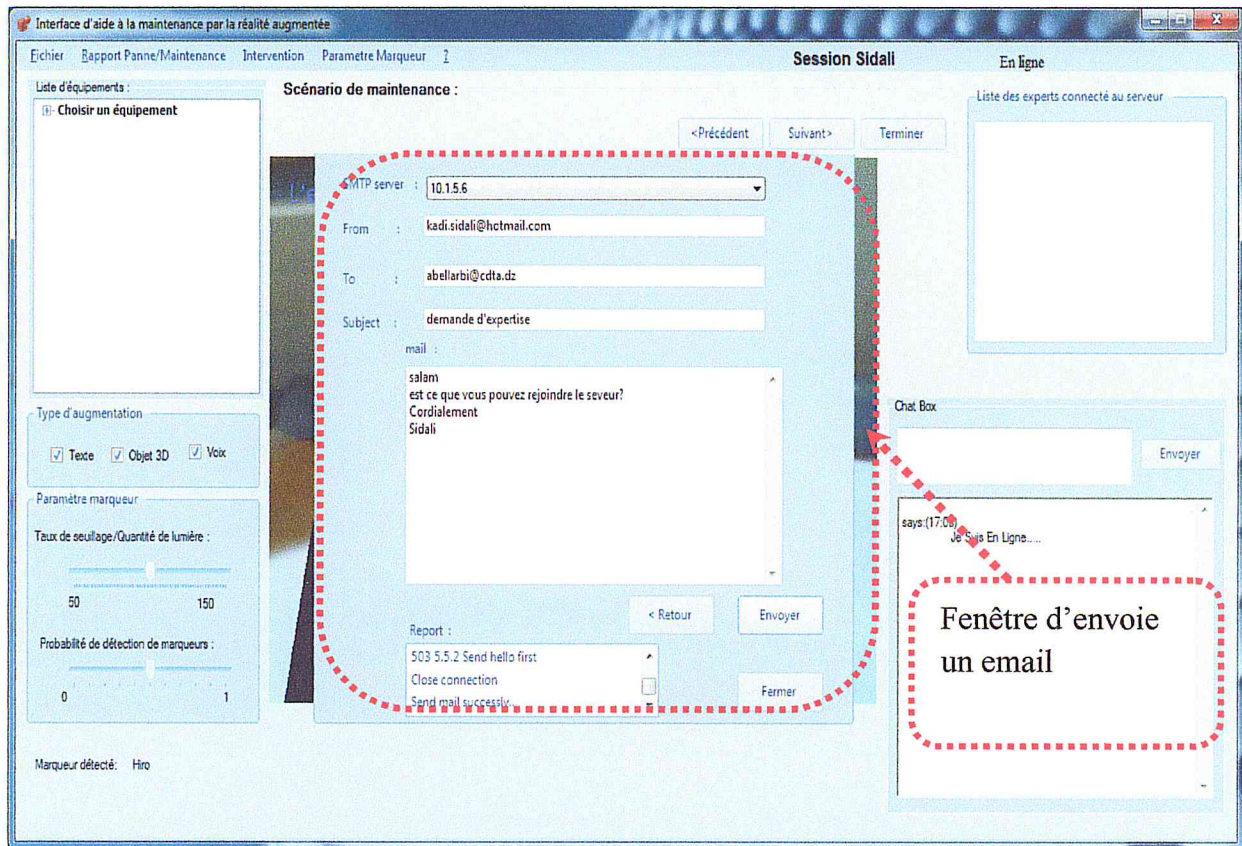 Interface d'aide à la maintenance par la réalité augmentée
Fichier Rapport Panne/Maintenance Intervention Parametre Marqueur ?
Session Sidali
En ligne
Liste d'équipements :
Choisir un équipement
Scénario de maintenance :
<Précédent Suivant> Terminer
Liste des experts connecté au serveur
L'
SMTP server : 10.1.5.6
From : kadi.sidali@hotmail.com
To : abellarbi@cdta.dz
Subject : demande d'expertise
mail :
salam
est ce que vous pouvez rejoindre le seveur?
Cordialement
Sidali
< Retour Envoyer
Report :
503 5.5.2 Send hello first
Close connection
Send mail successly..
Fermer
Type d'augmentation
Texte Objet 3D Voix
Paramètre marqueur
Taux de seuillage/Quantité de lumière :
50 150
Probabilité de détection de marqueurs :
0 1
Marqueur détecté: Hiro
Chat Box
Envoyer
says:(17:09)
Je Suis En Ligne.....
Fenêtre d'envoie
un email